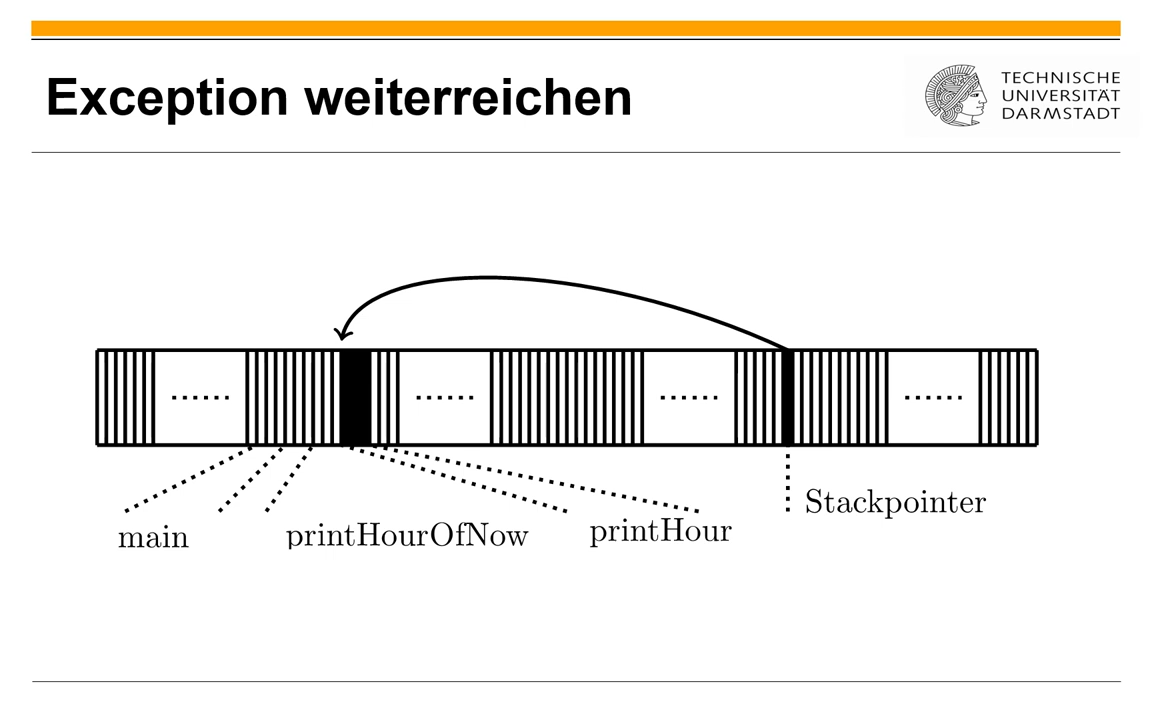 Exception weiterreichen
TECHNISCHE
UNIVERSITÄT
DARMSTADT
......
......
......
......
Stackpointer
main
printHourOfNow
printHour